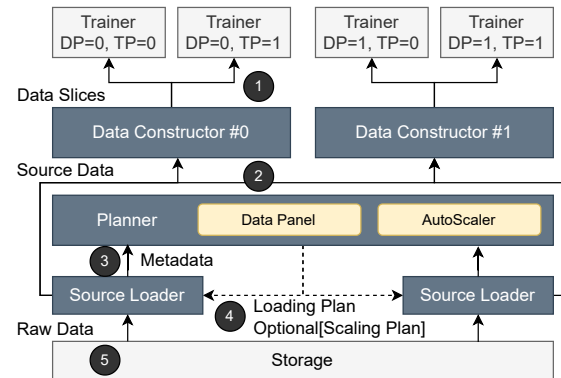 Trainer
DP=0, TP=0
Trainer
DP=0, TP=1
Trainer
DP=1, TP=0
Trainer
DP=1, TP=1
1
Data Slices
Data Constructor #0
Data Constructor #1
Source Data
2
Planner
Data Panel
AutoScaler
3
Metadata
Source Loader
4
Loading Plan
Optional[Scaling Plan]
Source Loader
Raw Data
5
Storage